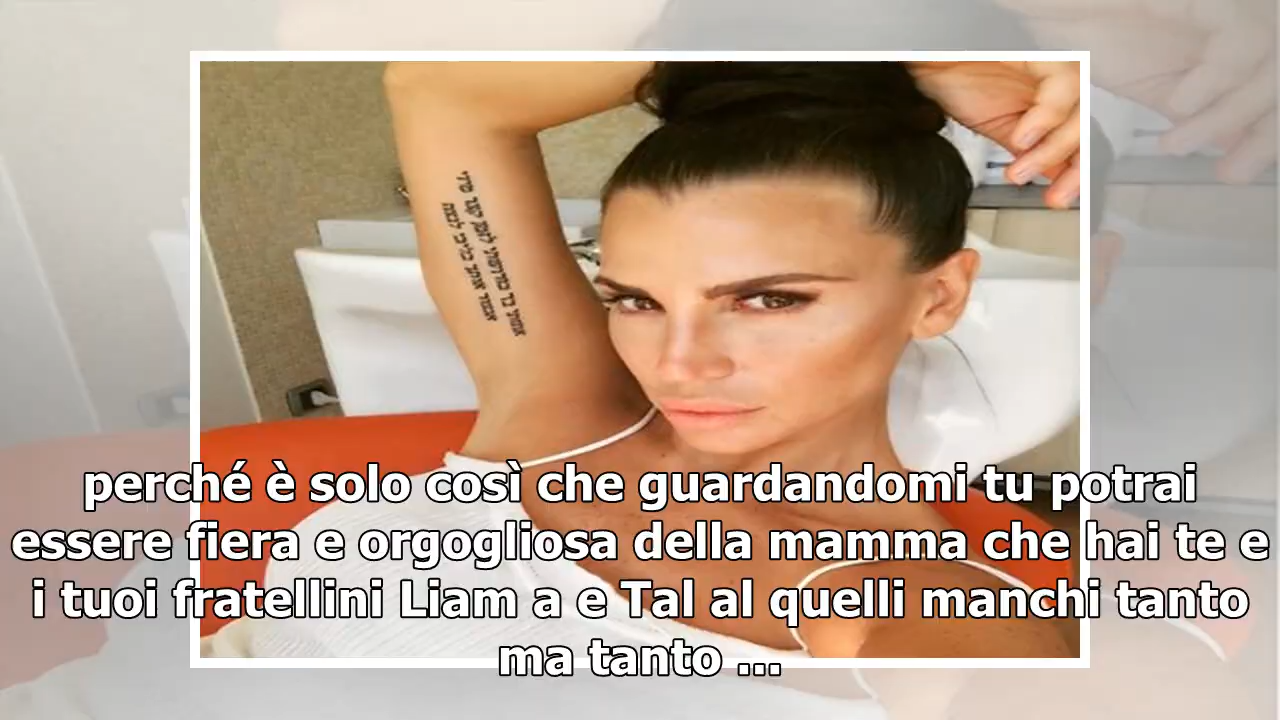 perché è solo così che guardandomi tu potrai
essere fiera e orgogliosa della mamma che hai te e
i tuoi fratellini Liam a e Tal al quelli manchi tanto
ma tanto ...